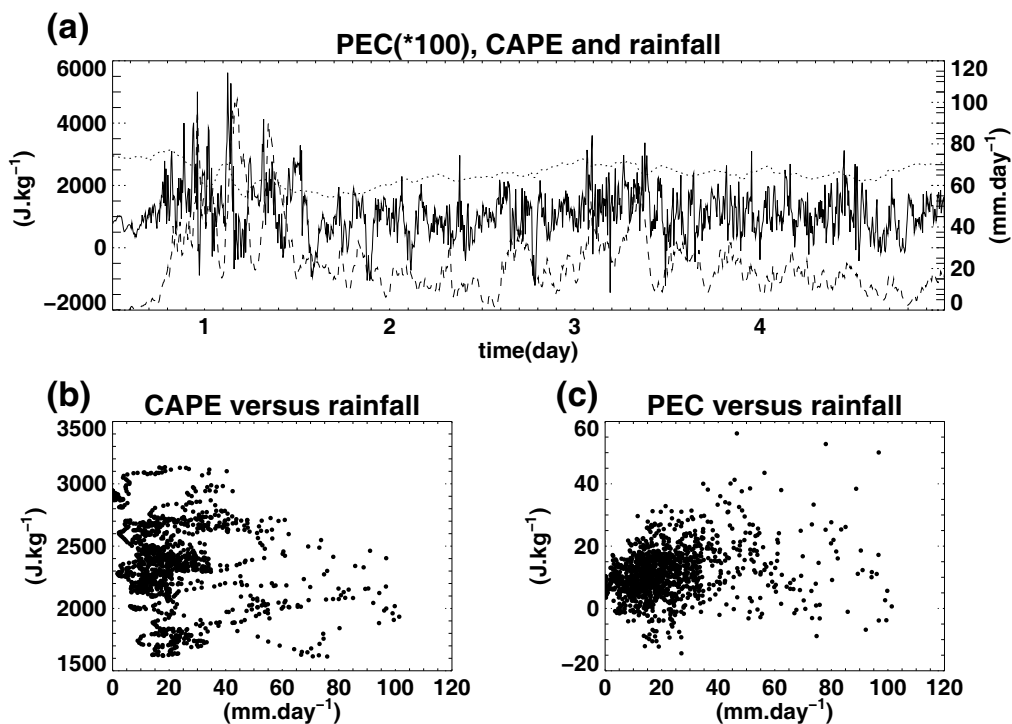 (a)
PEC(*100), CAPE and rainfall
6000
4000
2000
0
−2000
(J.kg⁻¹)
120
100
80
60
40
20
0
(mm.day⁻¹)
1 2 3 4
time(day)
(b)
CAPE versus rainfall
3500
3000
2500
2000
1500
(J.kg⁻¹)
0 20 40 60 80 100 120
(mm.day⁻¹)
(c)
PEC versus rainfall
60
40
20
0
−20
(J.kg⁻¹)
0 20 40 60 80 100 120
(mm.day⁻¹)